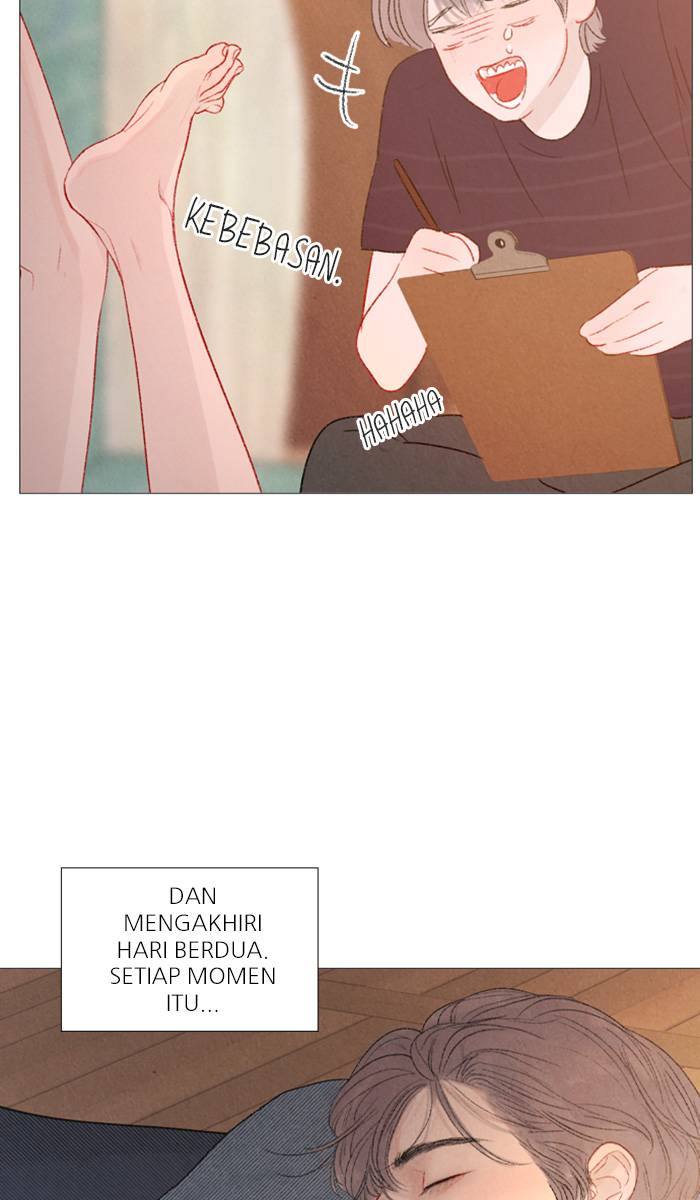 KEBEBASAN.
HAHAHA
DAN
MENGAKHIRI
HARI BERDUA.
SETIAP MOMEN
ITU...